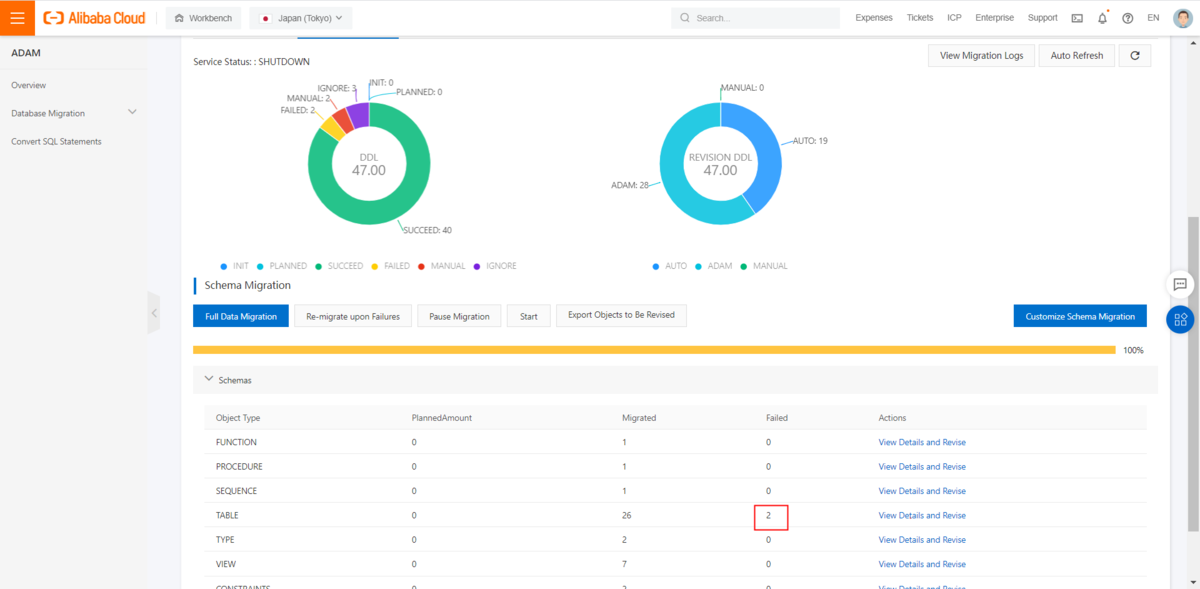 Alibaba Cloud
Workbench
Japan (Tokyo)
Search...
Expenses
Tickets
ICP
Enterprise
Support
EN
ADAM
Overview
Database Migration
Convert SQL Statements
Service Status: : SHUTDOWN
View Migration Logs
Auto Refresh
INIT: 0
IGNORE: 3
PLANNED: 0
MANUAL: 2
FAILED: 2
DDL
47.00
SUCCEED: 40
MANUAL: 0
AUTO: 19
REVISION DDL
47.00
ADAM: 28
INIT PLANNED SUCCEED FAILED MANUAL IGNORE
AUTO ADAM MANUAL
Schema Migration
Full Data Migration
Re-migrate upon Failures
Pause Migration
Start
Export Objects to Be Revised
Customize Schema Migration
100%
Schemas
Object Type PlannedAmount Migrated Failed Actions
FUNCTION 0 1 0 View Details and Revise
PROCEDURE 0 1 0 View Details and Revise
SEQUENCE 0 1 0 View Details and Revise
TABLE 0 26 2 View Details and Revise
TYPE 0 2 0 View Details and Revise
VIEW 0 7 0 View Details and Revise
CONSTRAINTS 0 2 0 View Details and Revise